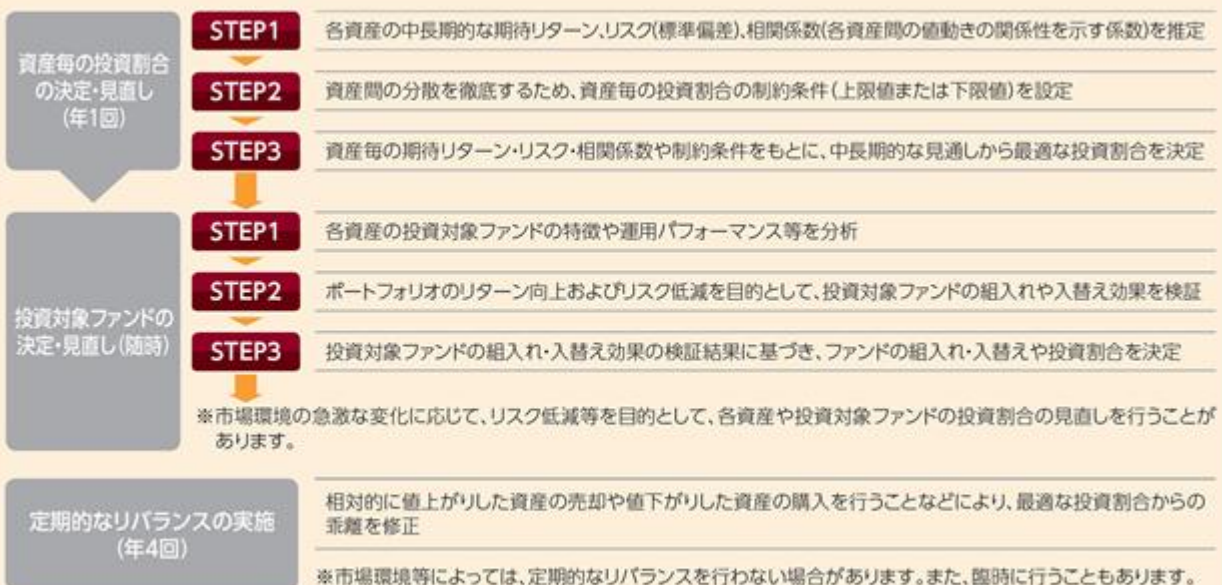 資産毎の投資割合
の決定・見直し
(年1回)
STEP1
各資産の中長期的な期待リターン、リスク(標準偏差)、相関係数(各資産間の値動きの関係性を示す係数)を推定
STEP2
資産間の分散を徹底するため、資産毎の投資割合の制約条件(上限値または下限値)を設定
STEP3
資産毎の期待リターン・リスク・相関係数や制約条件をもとに、中長期的な見通しから最適な投資割合を決定
投資対象ファンドの
決定・見直し(随時)
STEP1
各資産の投資対象ファンドの特徴や運用パフォーマンス等を分析
STEP2
ポートフォリオのリターン向上およびリスク低減を目的として、投資対象ファンドの組入れや入替え効果を検証
STEP3
投資対象ファンドの組入れ・入替え効果の検証結果に基づき、ファンドの組入れ・入替えや投資割合を決定
※市場環境の急激な変化に応じて、リスク低減等を目的として、各資産や投資対象ファンドの投資割合の見直しを行うことが
あります。
定期的なリバランスの実施
(年4回)
相対的に値上がりした資産の売却や値下がりした資産の購入を行うことなどにより、最適な投資割合からの
乖離を修正
※市場環境等によっては、定期的なリバランスを行わない場合があります。また、臨時に行うこともあります。